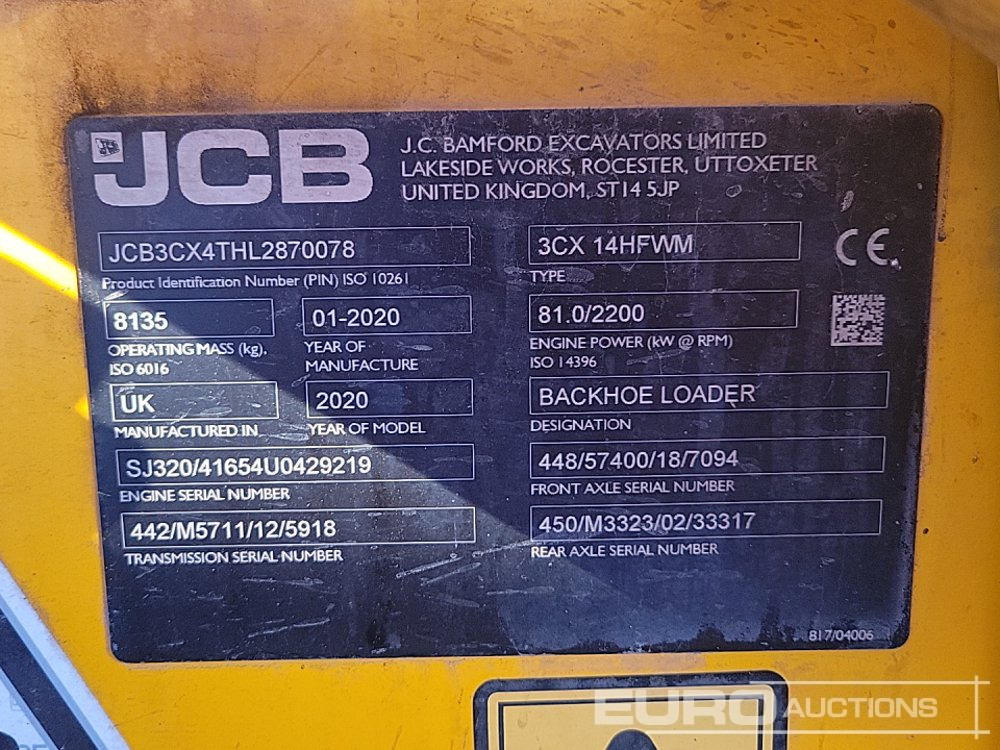 JCB
J.C. BAMFORD EXCAVATORS LIMITED
LAKESIDE WORKS, ROCESTER, UTTOXETER
UNITED KINGDOM, ST14 5JP
JCB3CX4THL2870078
Product Identification Number (PIN) ISO 10261
3CX 14HFWM
TYPE
CE
8135
OPERATING MASS (kg),
ISO 6016
01-2020
YEAR OF
MANUFACTURE
81.0/2200
ENGINE POWER (kW @ RPM)
ISO 14396
UK
MANUFACTURED IN
2020
YEAR OF MODEL
BACKHOE LOADER
DESIGNATION
SJ320/41654U0429219
ENGINE SERIAL NUMBER
448/57400/18/7094
FRONT AXLE SERIAL NUMBER
442/M5711/12/5918
TRANSMISSION SERIAL NUMBER
450/M3323/02/33317
REAR AXLE SERIAL NUMBER
817/04006
EURO AUCTIONS